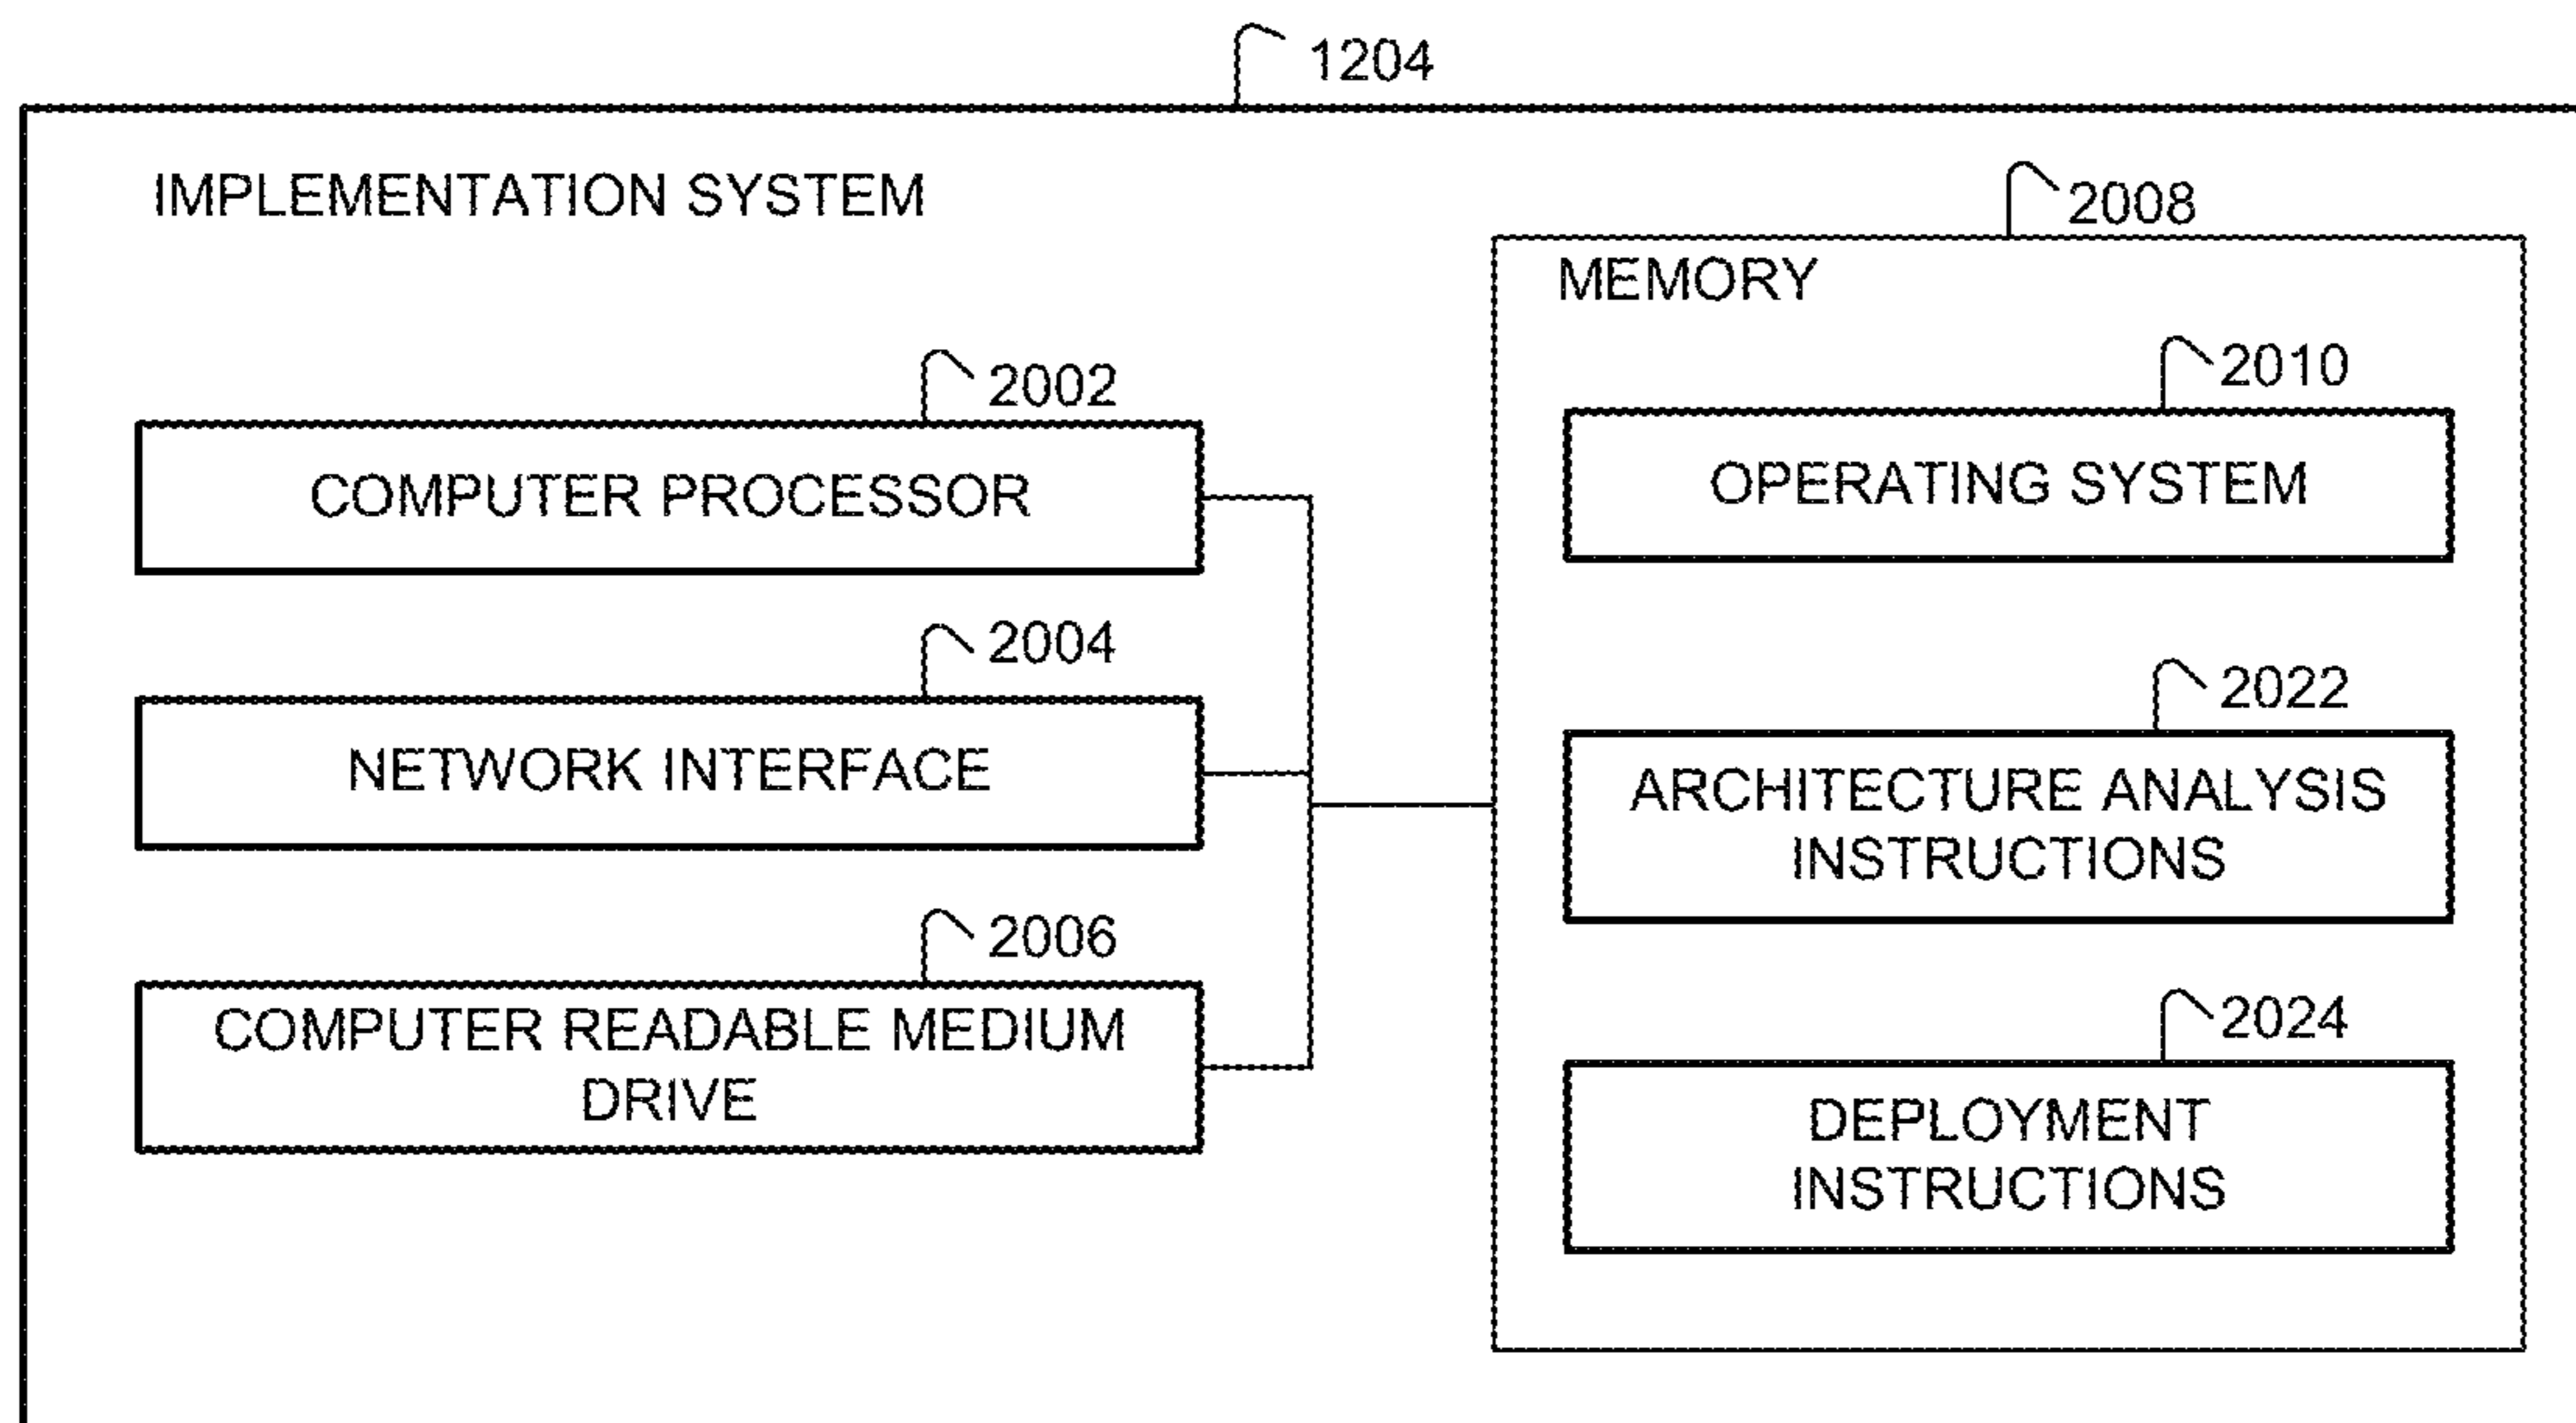 1204
IMPLEMENTATION SYSTEM
2002
COMPUTER PROCESSOR
2004
NETWORK INTERFACE
2006
COMPUTER READABLE MEDIUM
DRIVE
2008
MEMORY
2010
OPERATING SYSTEM
2022
ARCHITECTURE ANALYSIS
INSTRUCTIONS
2024
DEPLOYMENT
INSTRUCTIONS